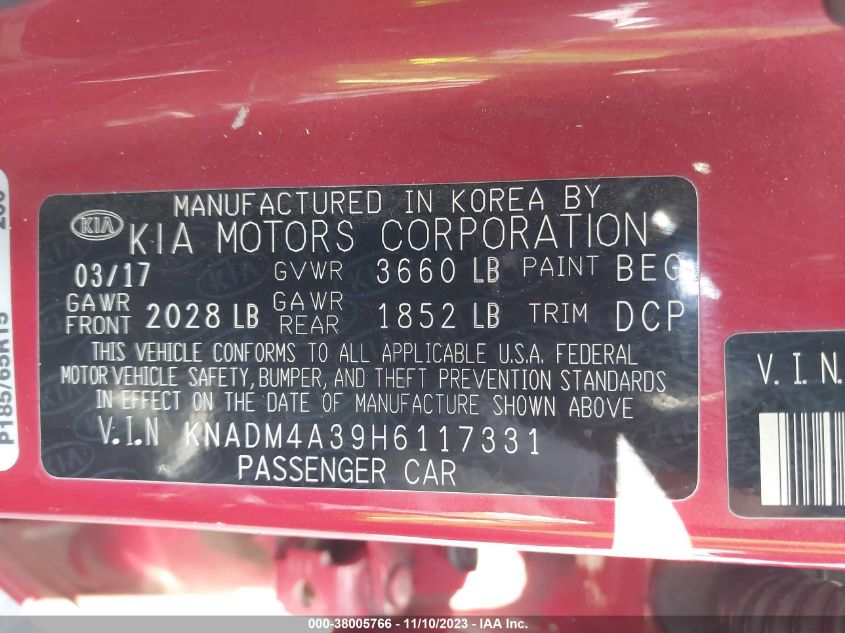 MANUFACTURED IN KOREA BY
KIA KIA MOTORS CORPORATION
03/17 GVWR 3660 LB PAINT BEG
GAWR FRONT 2028 LB GAWR REAR 1852 LB TRIM DCP
THIS VEHICLE CONFORMS TO ALL APPLICABLE U.S.A. FEDERAL
MOTOR VEHICLE SAFETY, BUMPER, AND THEFT PREVENTION STANDARDS
IN EFFECT ON THE DATE OF MANUFACTURE SHOWN ABOVE
V.I.N KNADM4A39H6117331
PASSENGER CAR
P185/65R15
V.I.N.
000-38005766 - 11/10/2023 - IAA Inc.